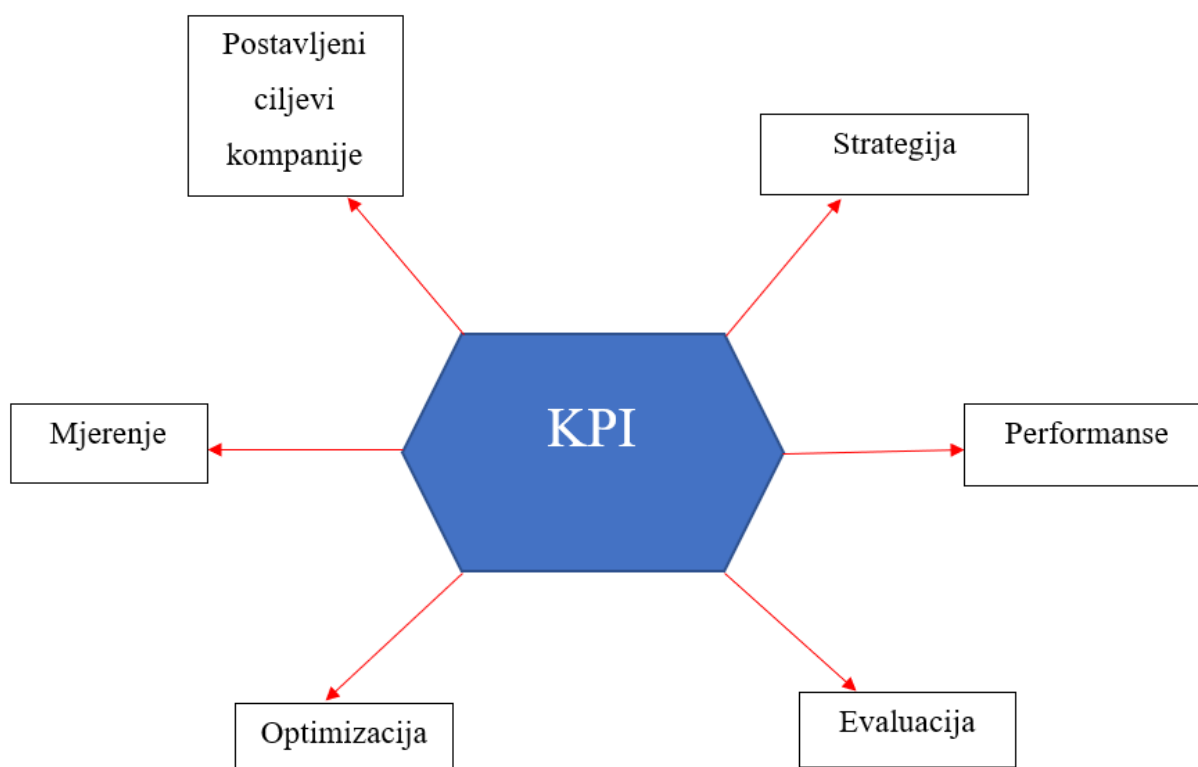 Postavljeni
ciljevi
kompanije
Strategija
KPI
Mjerenje
Performanse
Optimizacija
Evaluacija